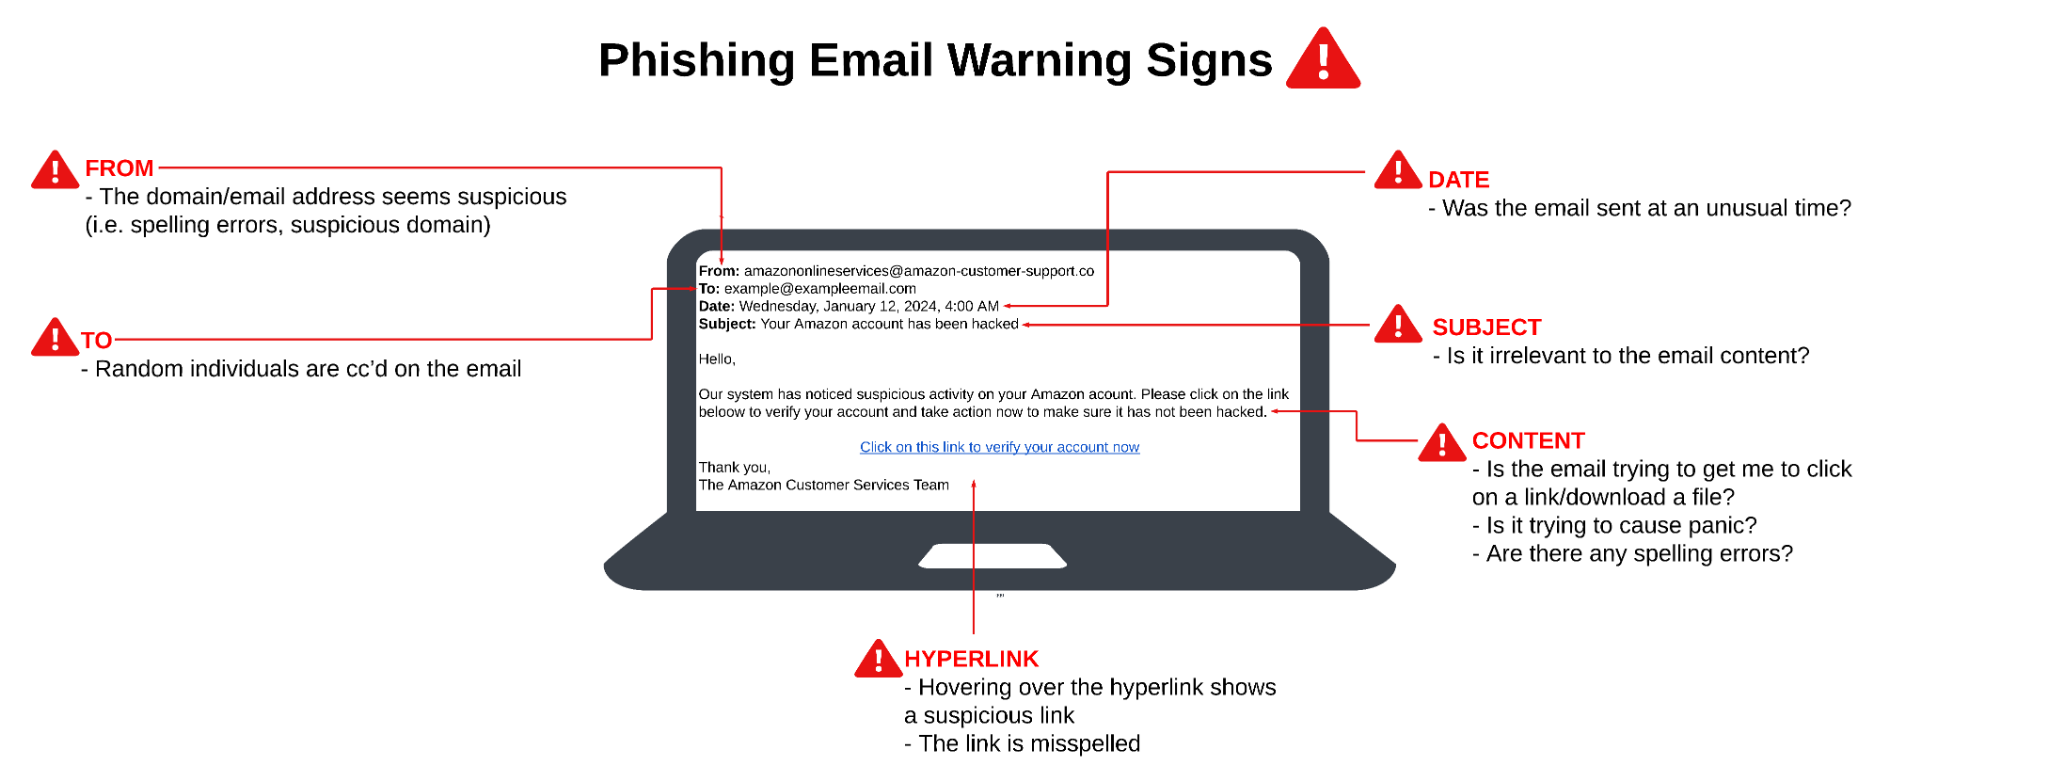 Phishing Email Warning Signs
FROM
- The domain/email address seems suspicious
(i.e. spelling errors, suspicious domain)
TO
- Random individuals are cc’d on the email
From: amazononlineservices@amazon-customer-support.co
To: example@exampleemail.com
Date: Wednesday, January 12, 2024, 4:00 AM
Subject: Your Amazon account has been hacked
Hello,
Our system has noticed suspicious activity on your Amazon acount. Please click on the link
beloow to verify your account and take action now to make sure it has not been hacked.
Click on this link to verify your account now
Thank you,
The Amazon Customer Services Team
DATE
- Was the email sent at an unusual time?
SUBJECT
- Is it irrelevant to the email content?
CONTENT
- Is the email trying to get me to click
on a link/download a file?
- Is it trying to cause panic?
- Are there any spelling errors?
HYPERLINK
- Hovering over the hyperlink shows
a suspicious link
- The link is misspelled